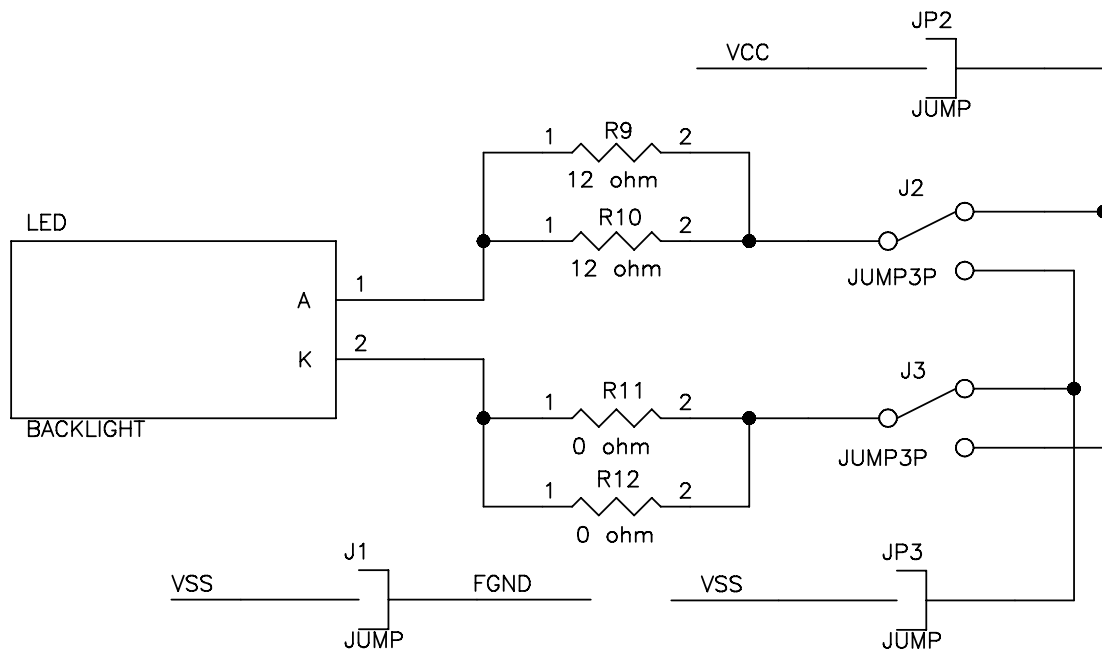 JP2
VCC
JUMP
1 R9 2
12 ohm
J2
1 R10 2
12 ohm
LED
JUMP3P
A 1
K 2
J3
1 R11 2
0 ohm
BACKLIGHT
JUMP3P
1 R12 2
0 ohm
J1
JP3
VSS
FGND
VSS
JUMP
JUMP